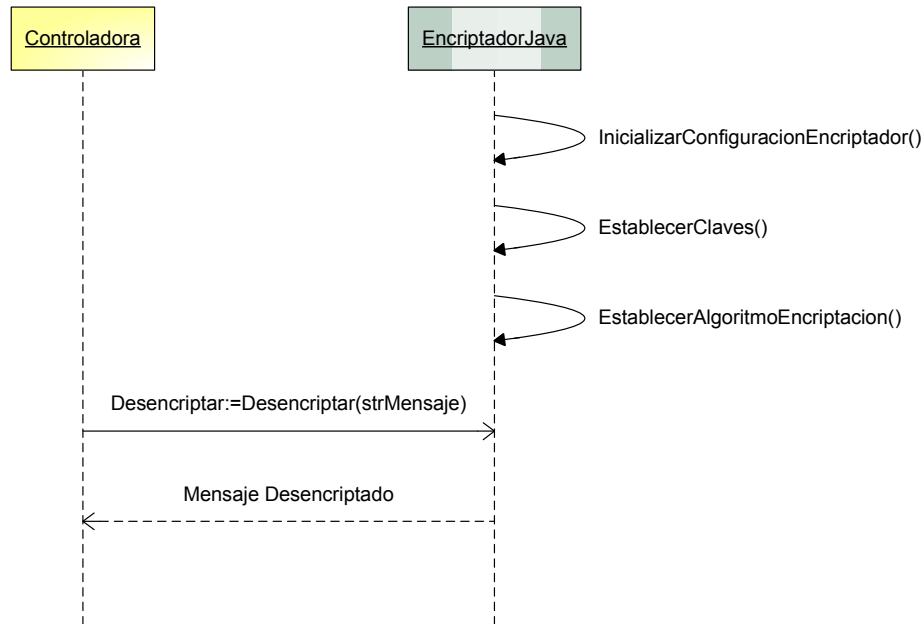 Controladora
EncriptadorJava
InicializarConfiguracionEncriptador()
EstablecerClaves()
EstablecerAlgoritmoEncriptacion()
Desencriptar:=Desencriptar(strMensaje)
Mensaje Desencriptado